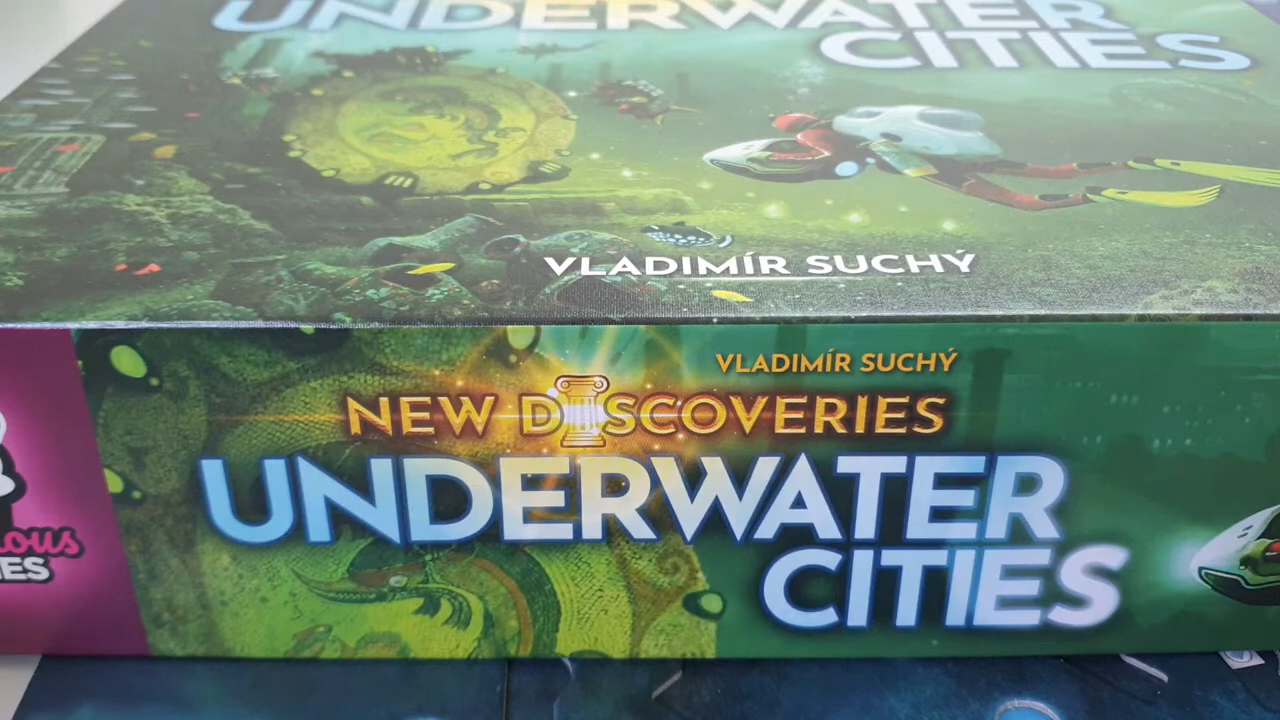 UNDERWATER
CITIES
VLADIMÍR SUCHÝ
VLADIMÍR SUCHÝ
NEW DISCOVERIES
UNDERWATER
CITIES